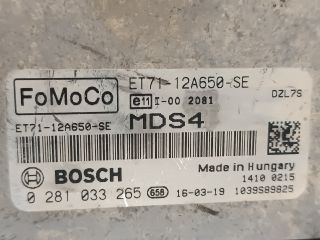 FoMoCo
ET71-12A650-SE
e11 I-00 2081
DZL7S
ET71-12A650-SE
MDS4
BOSCH
Made in Hungary
1410 0215
0 281 033 265 658 16-03-19 1039S89825